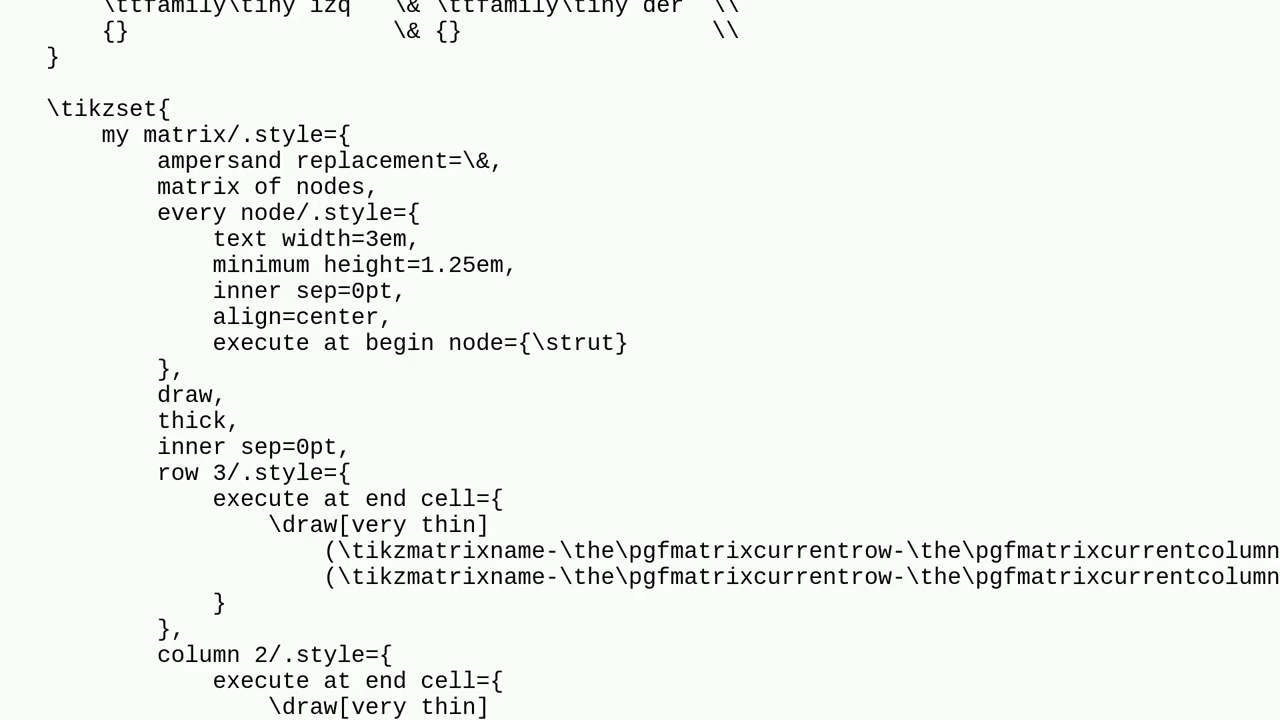 \ttfamily\tiny izq   \& \ttfamily\tiny der  \\
    {}                   \& {}                  \\
}

\tikzset{
    my matrix/.style={
        ampersand replacement=\&,
        matrix of nodes,
        every node/.style={
            text width=3em,
            minimum height=1.25em,
            inner sep=0pt,
            align=center,
            execute at begin node={\strut}
        },
        draw,
        thick,
        inner sep=0pt,
        row 3/.style={
            execute at end cell={
                \draw[very thin]
                    (\tikzmatrixname-\the\pgfmatrixcurrentrow-\the\pgfmatrixcurrentcolumn
                    (\tikzmatrixname-\the\pgfmatrixcurrentrow-\the\pgfmatrixcurrentcolumn
            }
        },
        column 2/.style={
            execute at end cell={
                \draw[very thin]